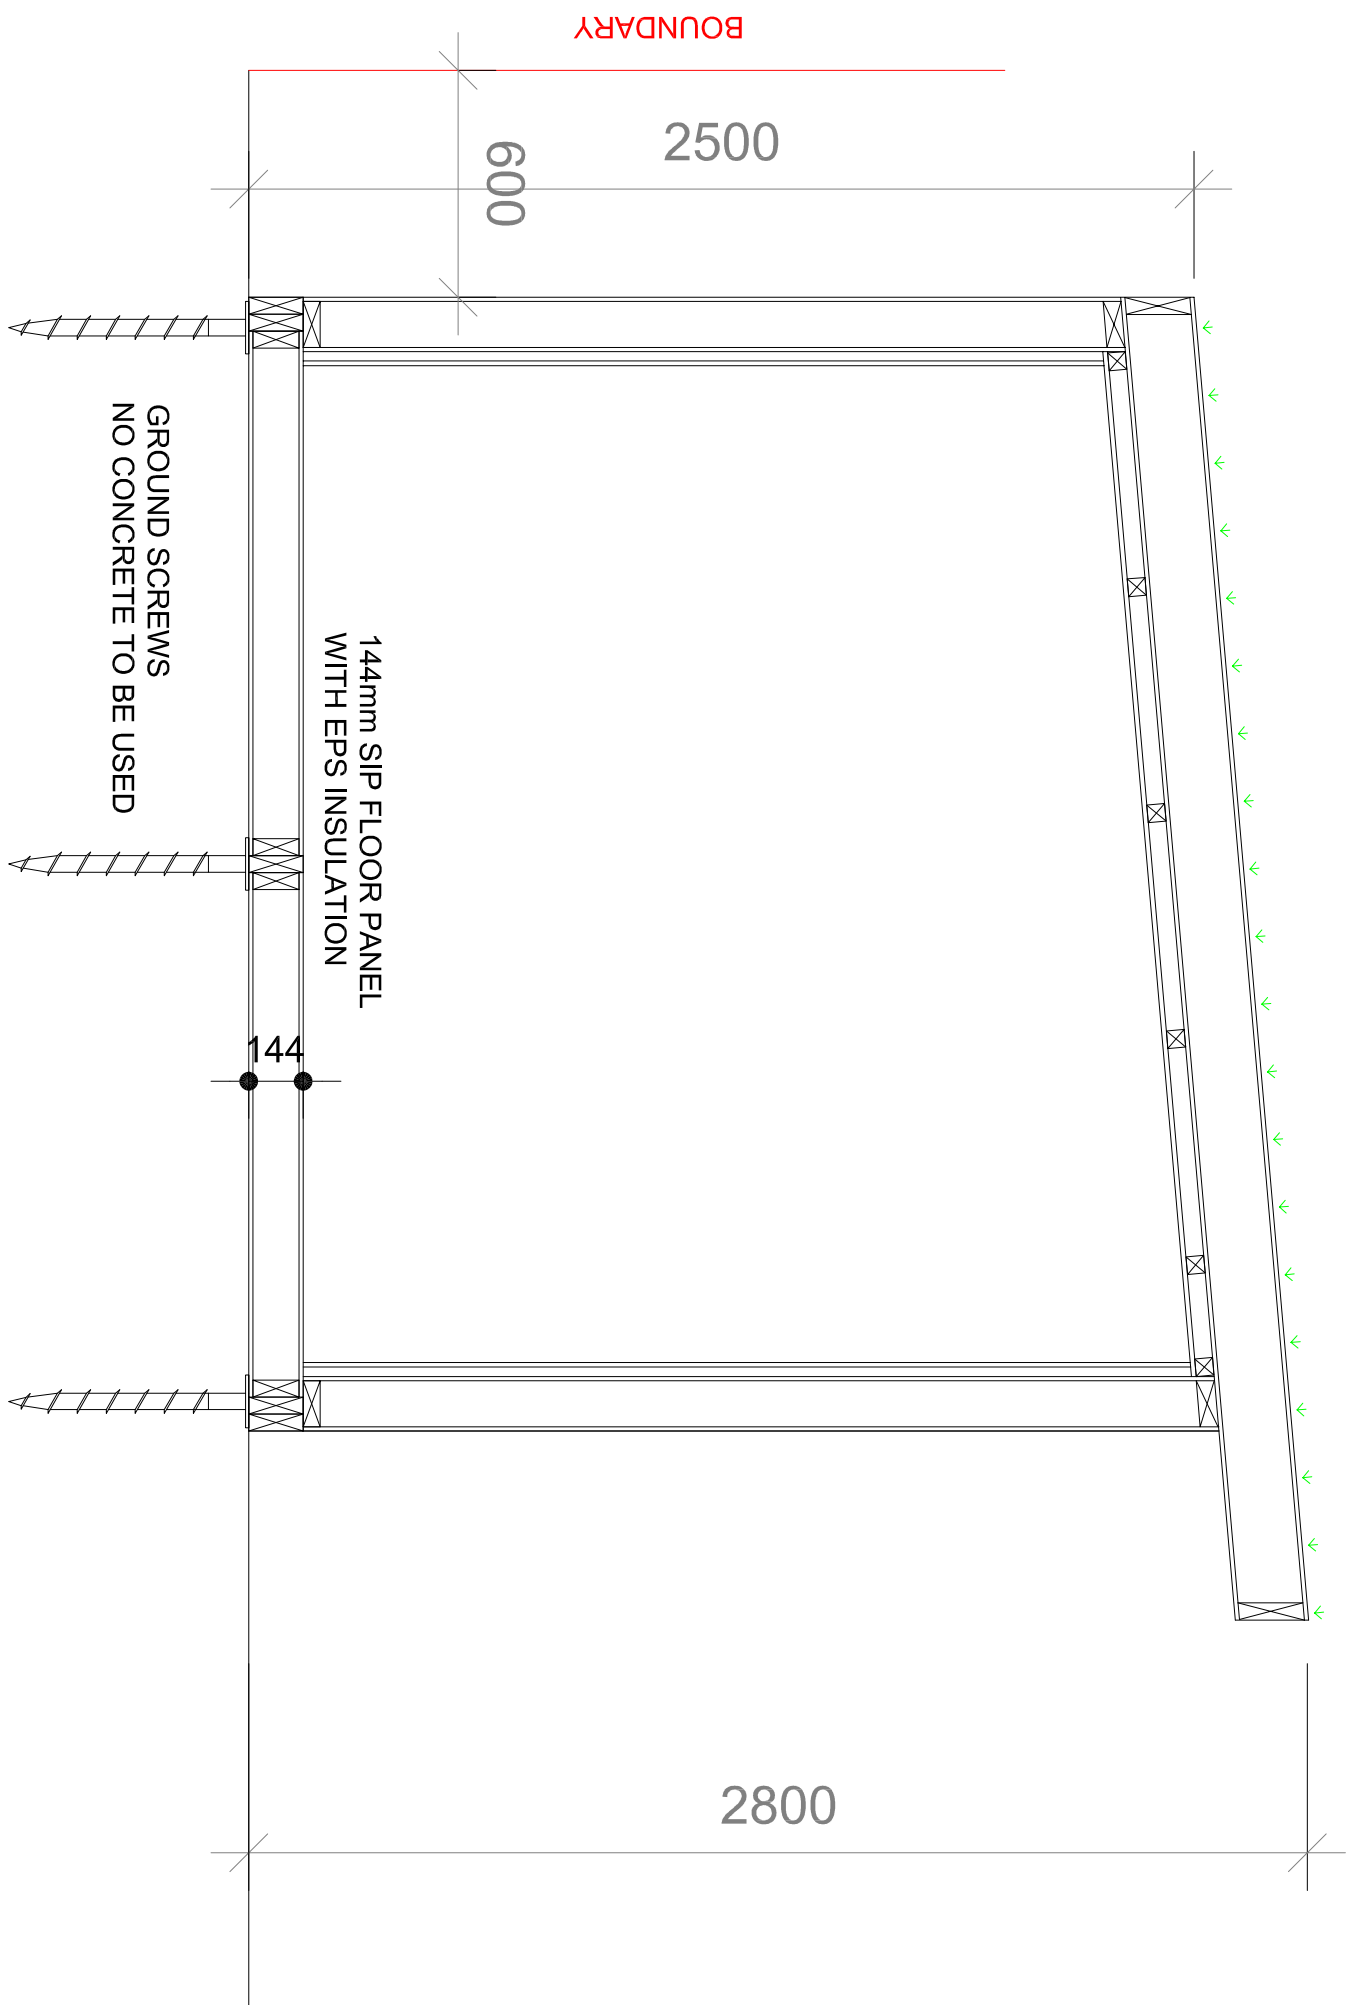 BOUNDARY
2500
600
GROUND SCREWS
NO CONCRETE TO BE USED
144mm SIP FLOOR PANEL
WITH EPS INSULATION
144
2800